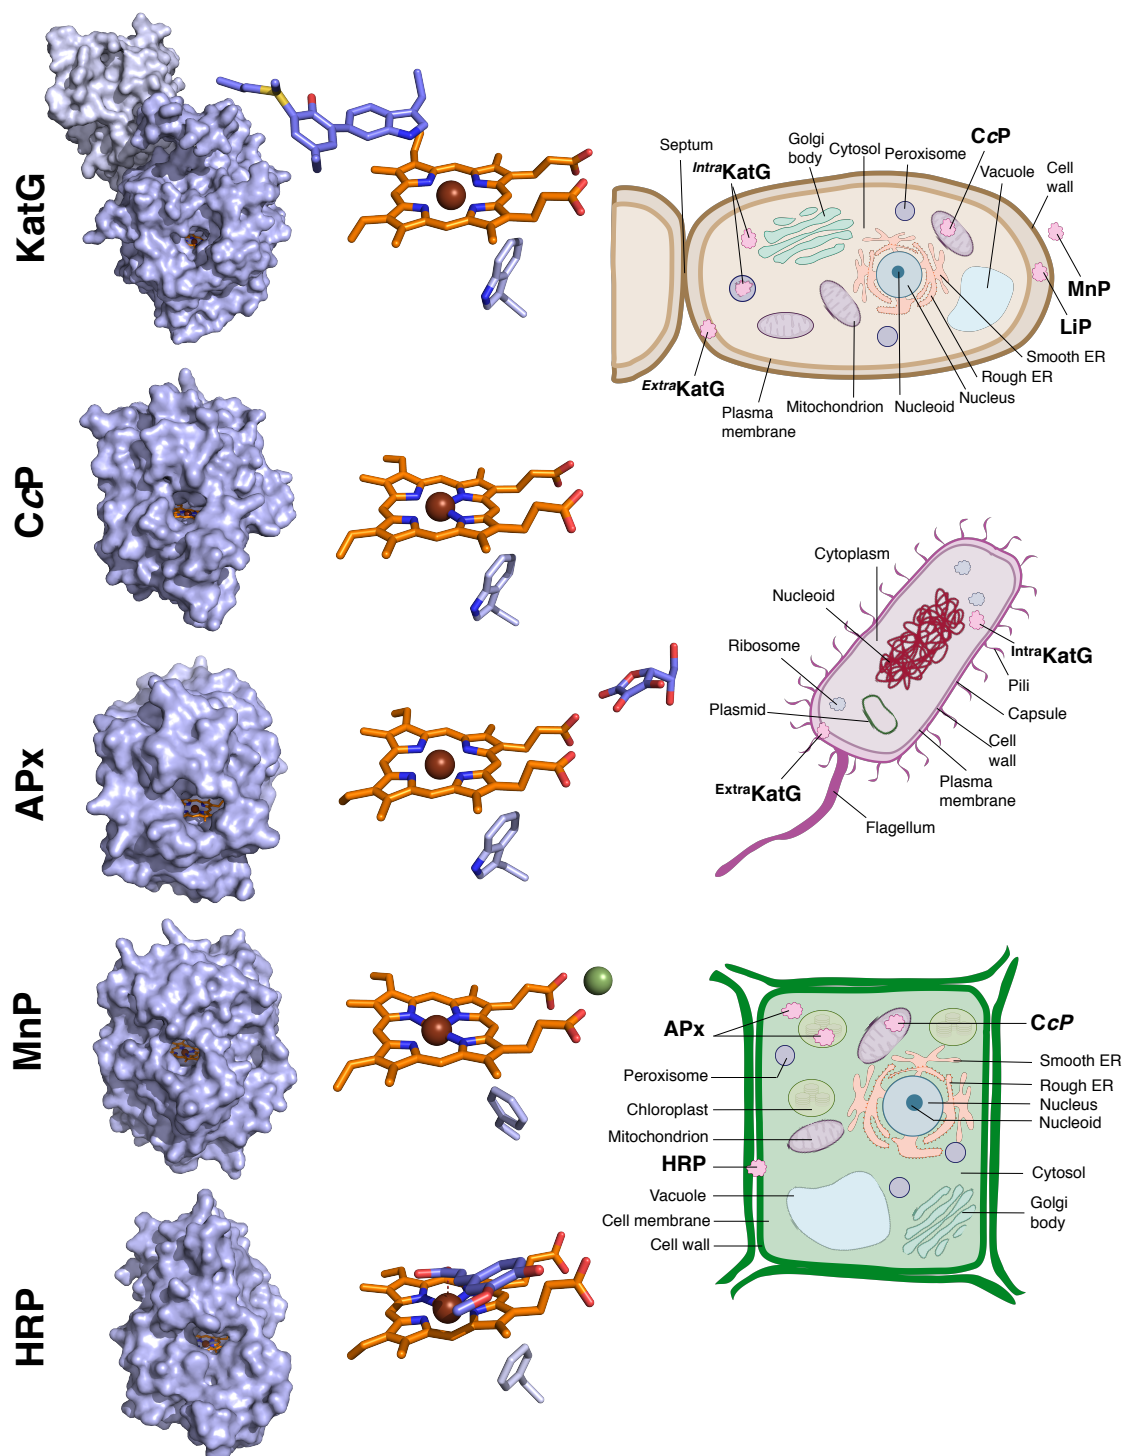 KatG
CcP
APx
MnP
HRP
Septum
Golgi
body
Cytosol
Peroxisome
CcP
Vacuole
Cell
wall
IntraKatG
MnP
LiP
Smooth ER
Rough ER
Nucleus
Nucleoid
Mitochondrion
Plasma
membrane
ExtraKatG
Cytoplasm
Nucleoid
Ribosome
Plasmid
ExtraKatG
Flagellum
IntraKatG
Pili
Capsule
Cell
wall
Plasma
membrane
APx
Peroxisome
Chloroplast
Mitochondrion
HRP
Vacuole
Cell membrane
Cell wall
CcP
Smooth ER
Rough ER
Nucleus
Nucleoid
Cytosol
Golgi
body